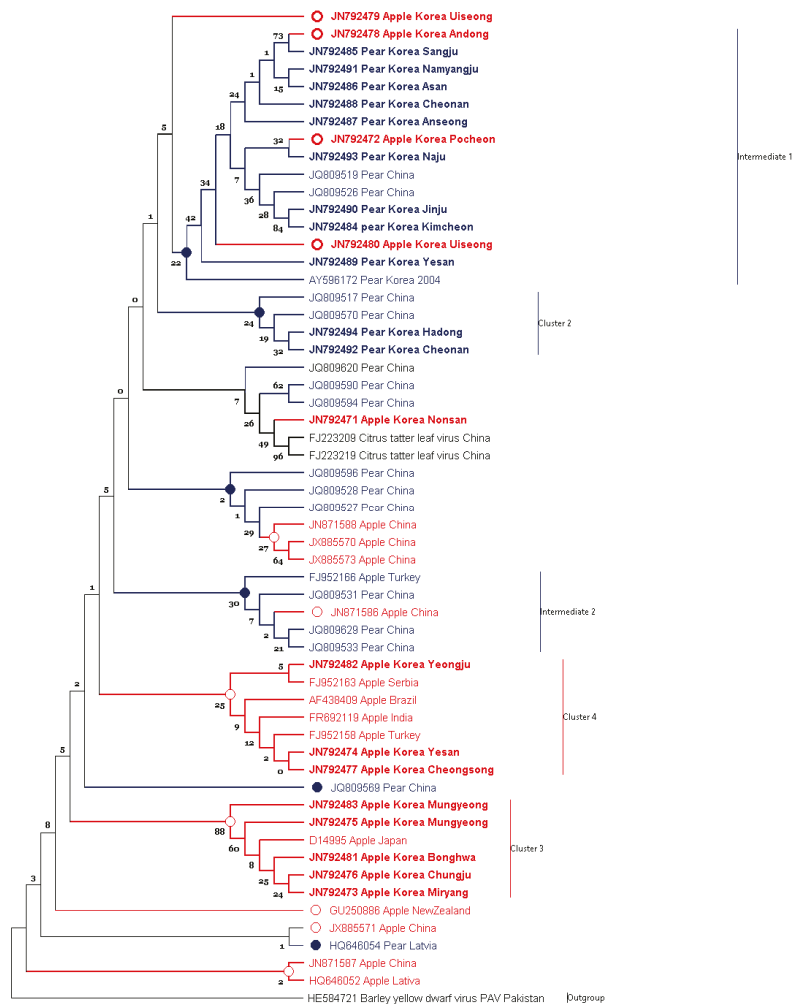 JN792479 Apple Korea Uiseong
JN792478 Apple Korea Andong
73
JN792485 Pear Korea Sangju
1
JN792491 Pear Korea Namyangju
1
15
JN792486 Pear Korea Asan
24
JN792488 Pear Korea Cheonan
JN792487 Pear Korea Anseong
18
5
32
JN792472 Apple Korea Pocheon
JN792493 Pear Korea Naju
Intermediate 1
7
JQ809519 Pear China
34
36
JQ809526 Pear China
28
JN792490 Pear Korea Jinju
1
42
84
JN792484 pear Korea Kimcheon
JN792480 Apple Korea Uiseong
22
JN792489 Pear Korea Yesan
AY596172 Pear Korea 2004
0
JQ809517 Pear China
24
JQ809570 Pear China
Cluster 2
19
JN792494 Pear Korea Hadong
32
JN792492 Pear Korea Cheonan
JQ809620 Pear China
0
62
JQ809590 Pear China
7
JQ809594 Pear China
26
JN792471 Apple Korea Nonsan
49
FJ223209 Citrus tatter leaf virus China
96
FJ223219 Citrus tatter leaf virus China
JQ809596 Pear China
5
2
JQ809528 Pear China
1
JQ809527 Pear China
29
JN871588 Apple China
27
JX885570 Apple China
64
JX885573 Apple China
FJ952166 Apple Turkey
1
30
JQ809531 Pear China
7
JN871586 Apple China
Intermediate 2
2
JQ809629 Pear China
21
JQ809533 Pear China
5
JN792482 Apple Korea Yeongju
2
FJ952163 Apple Serbia
25
AF438409 Apple Brazil
9
FR692119 Apple India
Cluster 4
12
FJ952158 Apple Turkey
5
2
JN792474 Apple Korea Yesan
0
JN792477 Apple Korea Cheongsong
JQ809569 Pear China
JN792483 Apple Korea Mungyeong
8
88
JN792475 Apple Korea Mungyeong
60
D14995 Apple Japan
Cluster 3
8
JN792481 Apple Korea Bonghwa
25
JN792476 Apple Korea Chungju
3
24
JN792473 Apple Korea Miryang
GU250886 Apple NewZealand
JX885571 Apple China
1
HQ646054 Pear Latvia
JN871587 Apple China
2
HQ646052 Apple Lativa
HE584721 Barley yellow dwarf virus PAV Pakistan
Outgroup